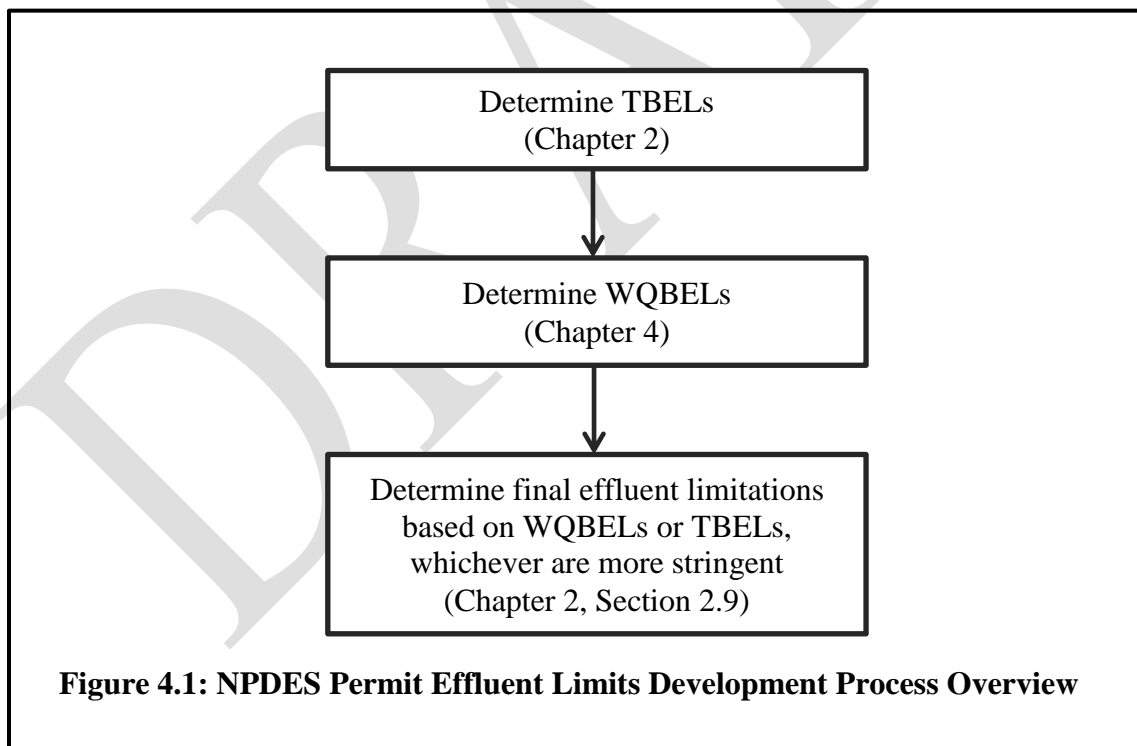 Determine TBELs
(Chapter 2)
Determine WQBELs
(Chapter 4)
Determine final effluent limitations
based on WQBELs or TBELs,
whichever are more stringent
(Chapter 2, Section 2.9)
Figure 4.1: NPDES Permit Effluent Limits Development Process Overview